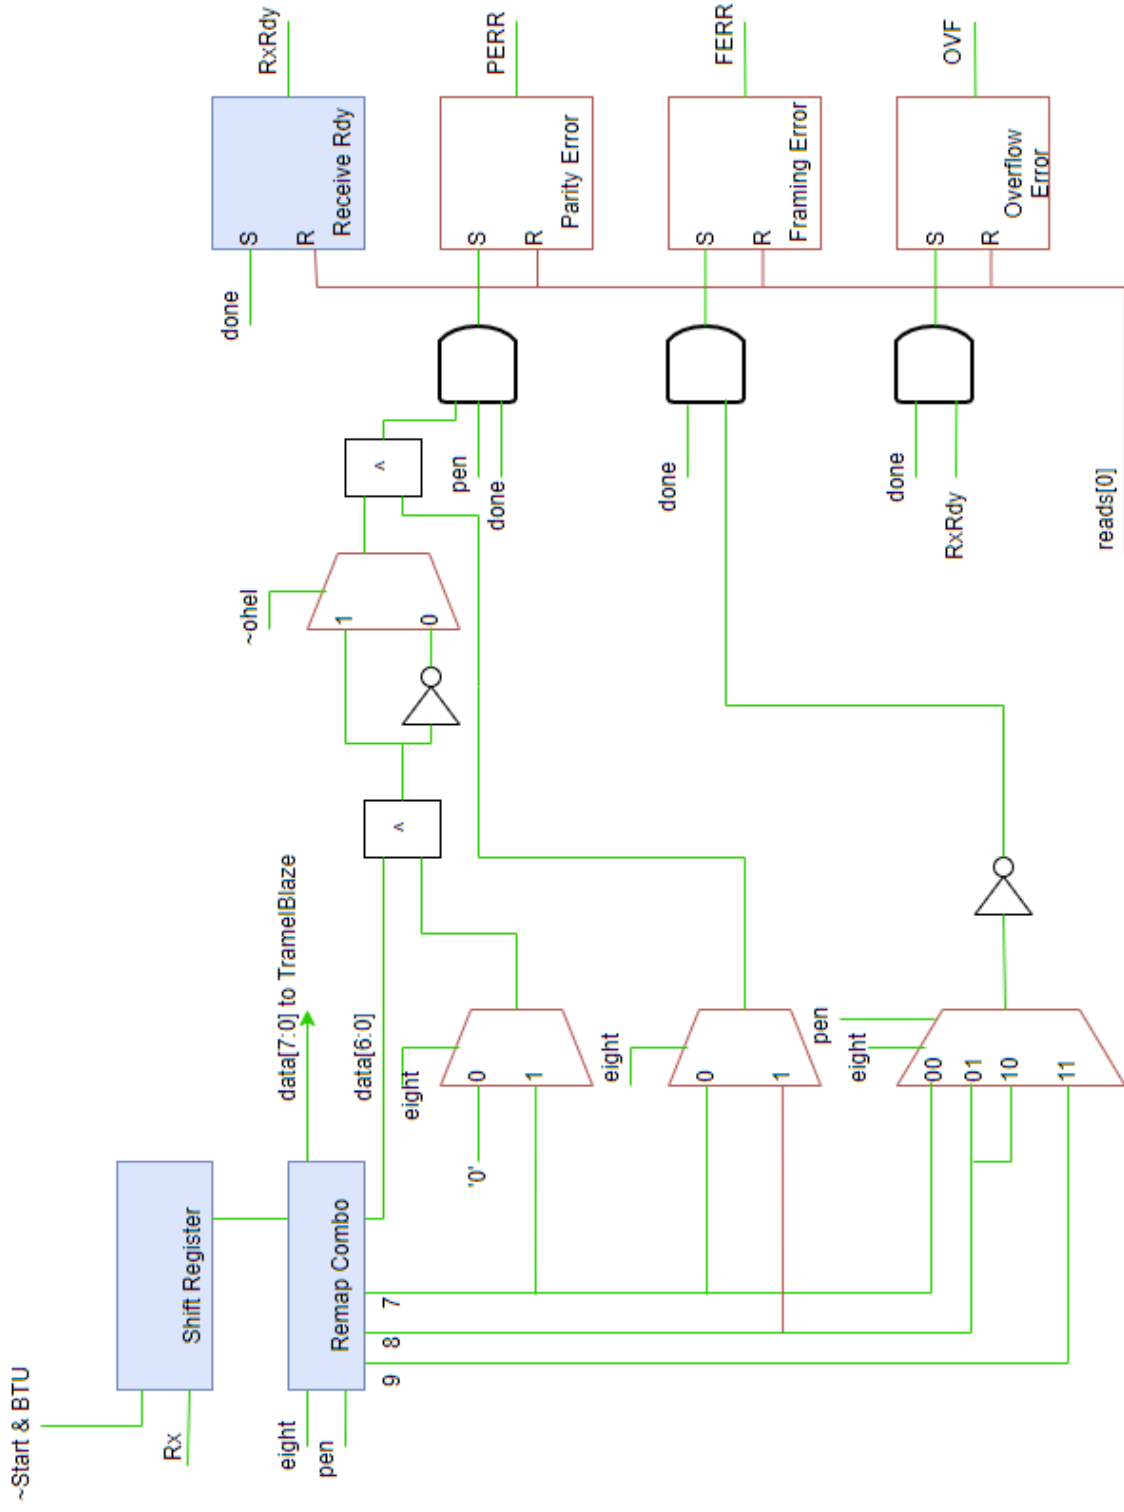 ~Start & BTU
Rx
Shift Register
eight
pen
Remap Combo
9
8
7
data[7:0] to TramelBlaze
data[6:0]
'0'
eight
0
1
eight
0
1
pen
eight
00
01
10
11
^
~ohel
1
0
^
done
S
R
Receive Rdy
RxRdy
pen
done
S
R
Parity Error
PERR
done
S
R
Framing Error
FERR
done
RxRdy
S
R
Overflow
Error
OVF
reads[0]